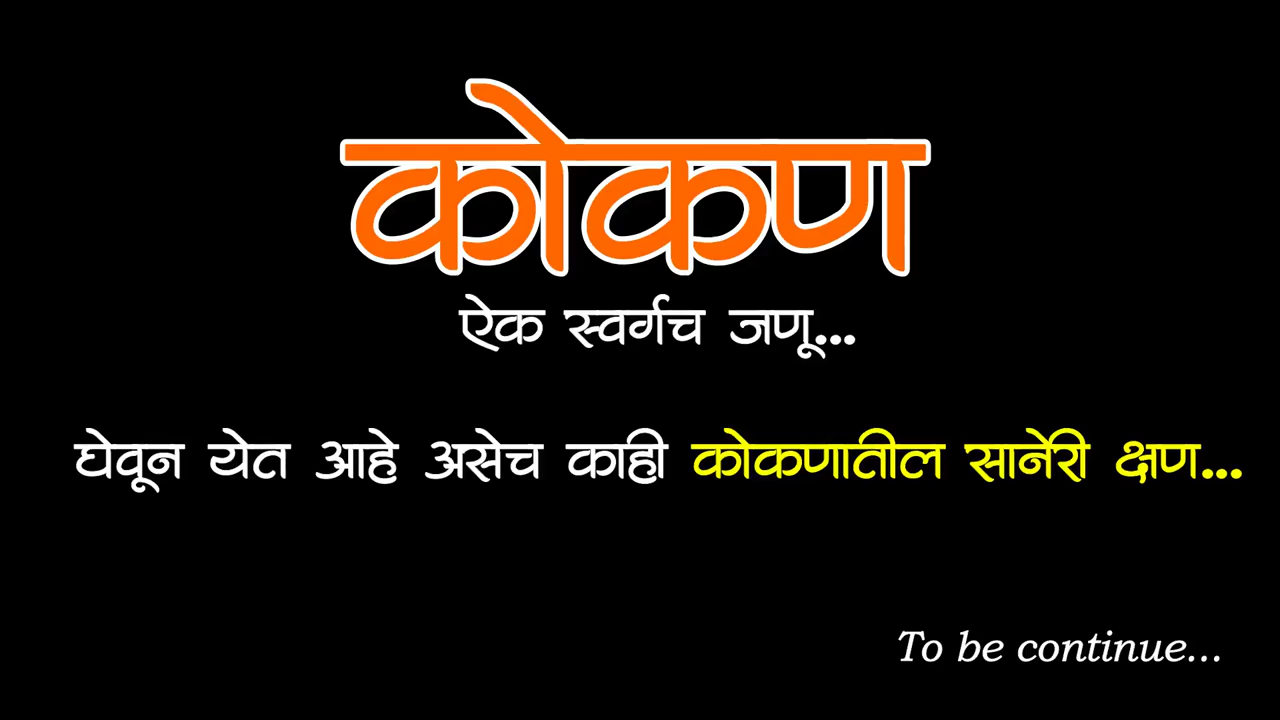 कोकण
ऐक स्वर्गच जणू...
घेवून येत आहे असेच काही कोकणातील सानेरी क्षण...
To be continue...